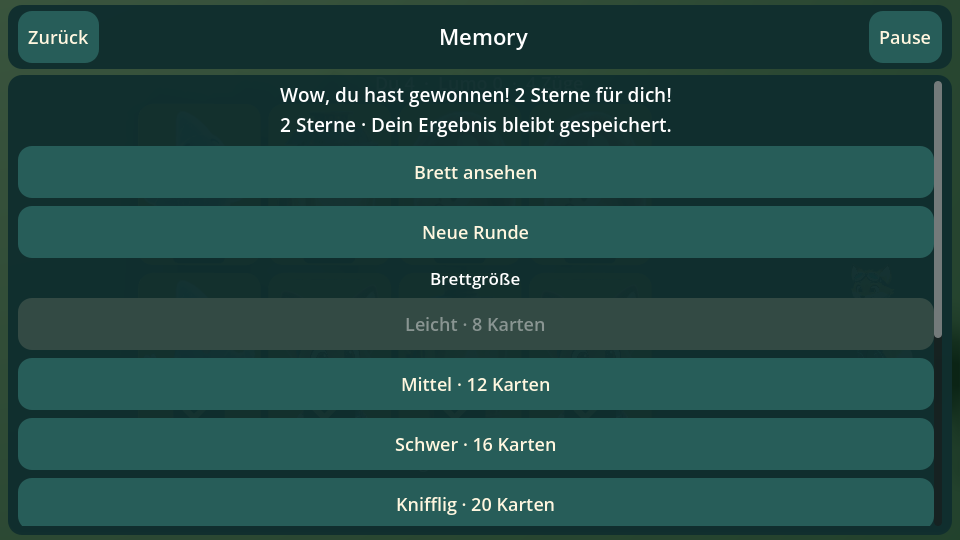 Zurück
Memory
Pause
Wow, du hast gewonnen! 2 Sterne für dich!
2 Sterne · Dein Ergebnis bleibt gespeichert.
Brett ansehen
Neue Runde
Brettgröße
Leicht · 8 Karten
Mittel · 12 Karten
Schwer · 16 Karten
Knifflig · 20 Karten